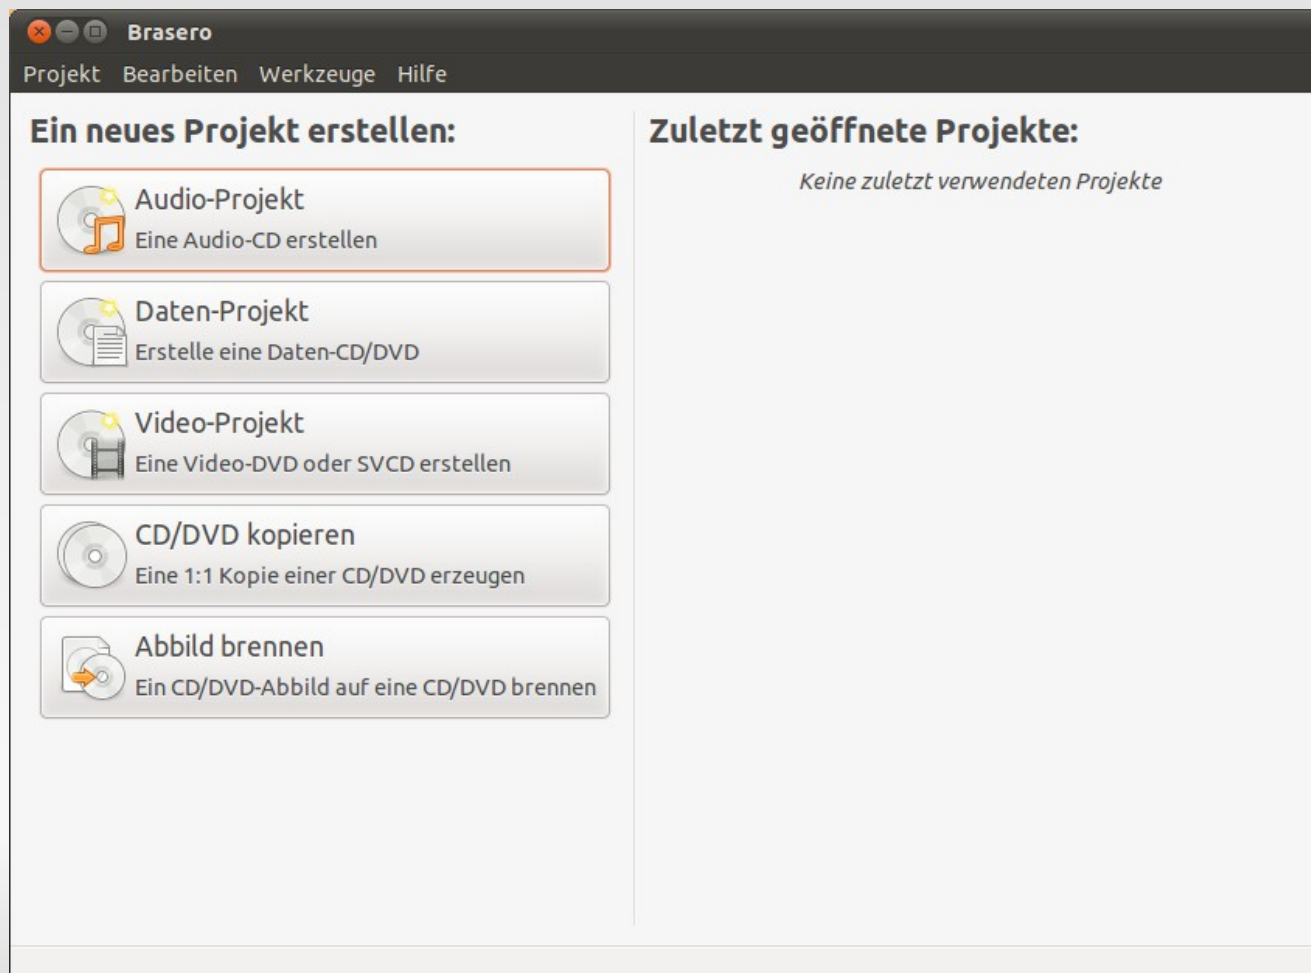 Brasero
Projekt Bearbeiten Werkzeuge Hilfe
Ein neues Projekt erstellen:
Audio-Projekt
Eine Audio-CD erstellen
Daten-Projekt
Erstelle eine Daten-CD/DVD
Video-Projekt
Eine Video-DVD oder SVCD erstellen
CD/DVD kopieren
Eine 1:1 Kopie einer CD/DVD erzeugen
Abbild brennen
Ein CD/DVD-Abbild auf eine CD/DVD brennen
Zuletzt geöffnete Projekte:
Keine zuletzt verwendeten Projekte